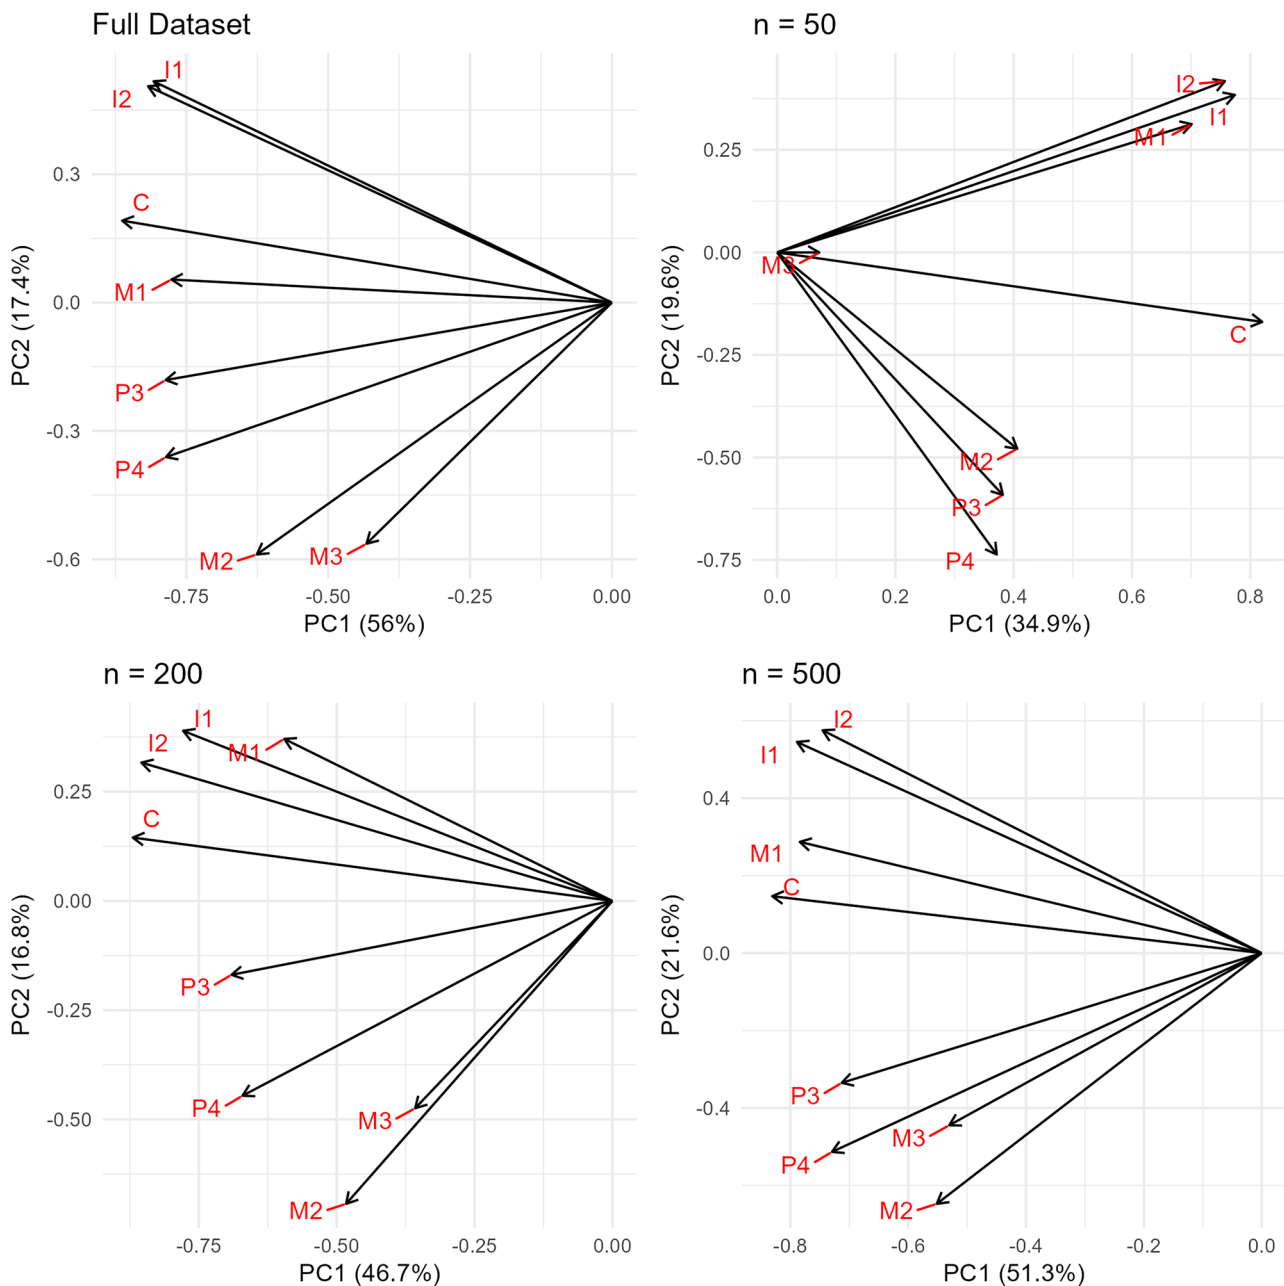 Full Dataset
I1
I2
C
M1
P3
P4
M2
M3
0.3
0.0
-0.3
-0.6
-0.75
-0.50
-0.25
0.00
PC1 (56%)
PC2 (17.4%)
n = 50
I2
I1
M1
M3
C
M2
P3
P4
0.25
0.00
-0.25
-0.50
-0.75
0.0
0.2
0.4
0.6
0.8
PC1 (34.9%)
PC2 (19.6%)
n = 200
I1
I2
M1
C
P3
P4
M3
M2
0.25
0.00
-0.25
-0.50
-0.75
-0.50
-0.25
0.00
PC1 (46.7%)
PC2 (16.8%)
n = 500
I2
I1
M1
C
P3
M3
P4
M2
0.4
0.0
-0.4
-0.8
-0.6
-0.4
-0.2
0.0
PC1 (51.3%)
PC2 (21.6%)